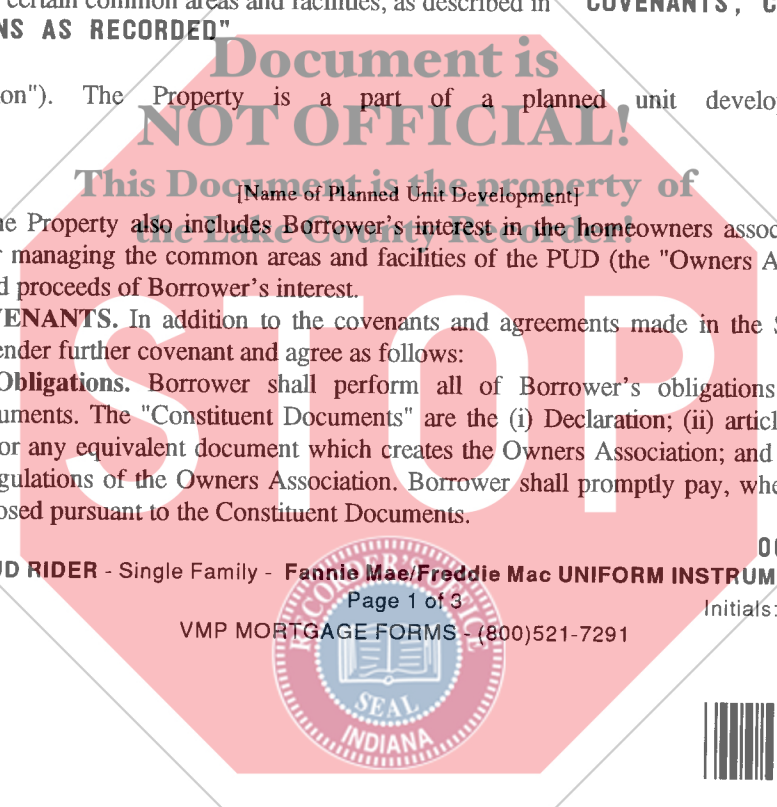 certain common areas and facilities, as described in "COVENANTS, C
NS AS RECORDED"
Document is
on"). The Property is a part of a planned unit develo
NOT OFFICIAL!
This Document is the property of
[Name of Planned Unit Development]
the Lake County Recorder!
he Property also includes Borrower's interest in the homeowners assoc
r managing the common areas and facilities of the PUD (the "Owners A
d proceeds of Borrower's interest.
VENANTS. In addition to the covenants and agreements made in the S
ender further covenant and agree as follows:
STOP
Obligations. Borrower shall perform all of Borrower's obligations
uments. The "Constituent Documents" are the (i) Declaration; (ii) articl
or any equivalent document which creates the Owners Association; and
gulations of the Owners Association. Borrower shall promptly pay, whe
osed pursuant to the Constituent Documents.
UD RIDER - Single Family - Fannie Mae/Freddie Mac UNIFORM INSTRUM
Page 1 of 3
Initials:
VMP MORTGAGE FORMS - (800)521-7291
RECORDER'S OFFICE
SEAL
INDIANA